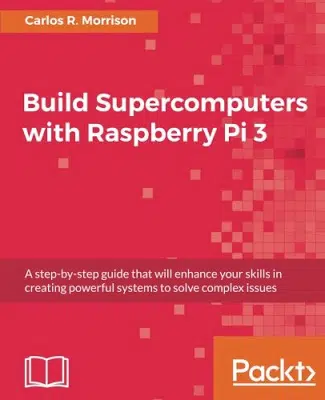 Carlos R. Morrison
Build Supercomputers
with Raspberry Pi 3
A step-by-step guide that will enhance your skills in
creating powerful systems to solve complex issues
Packt>